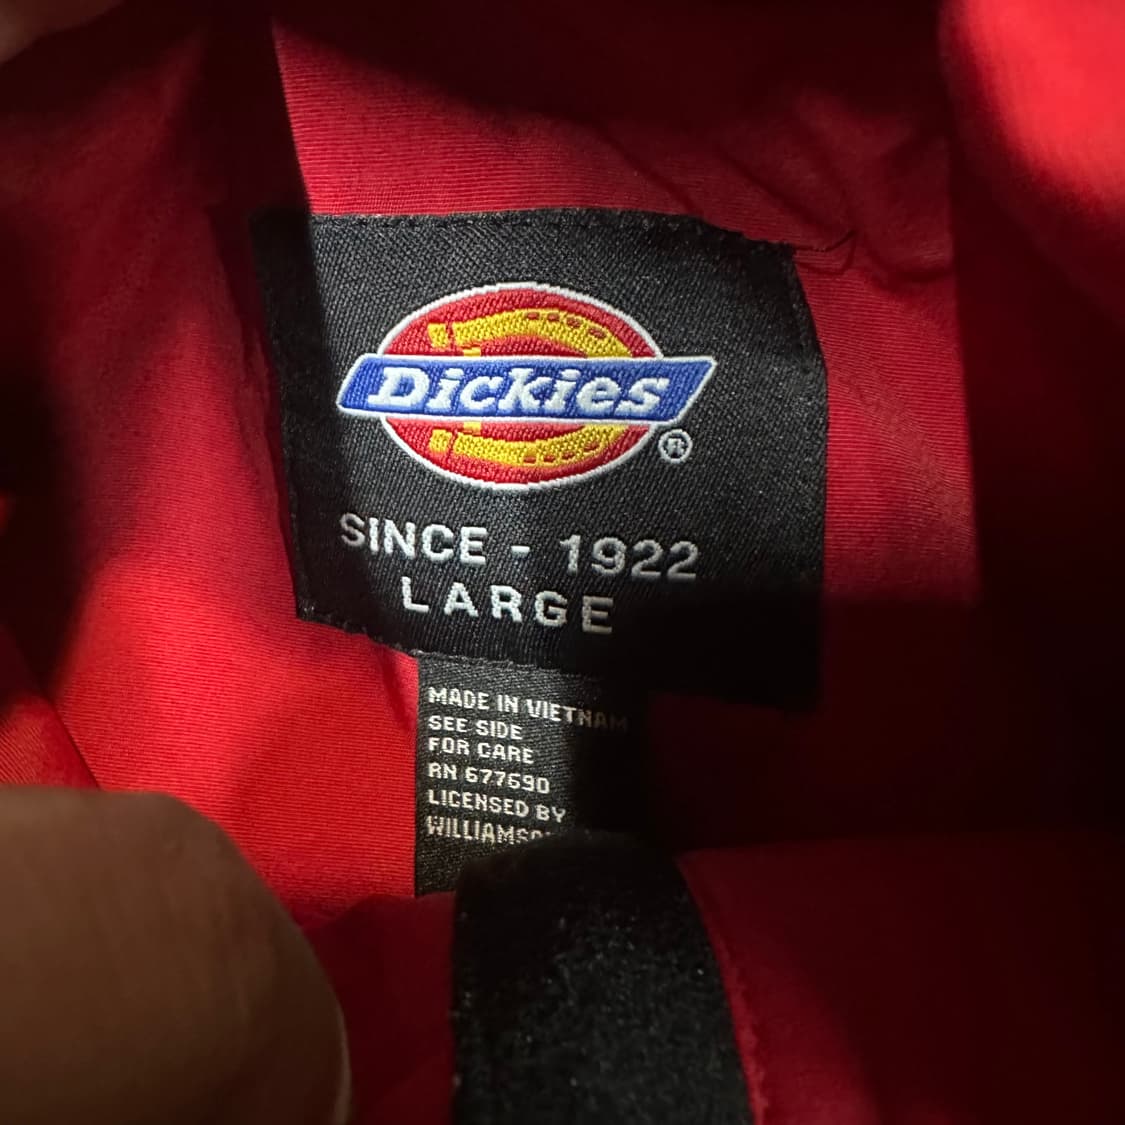 Dickies®
SINCE - 1922
LARGE
MADE IN VIETNAM
SEE SIDE
FOR CARE
RN 677690
LICENSED BY